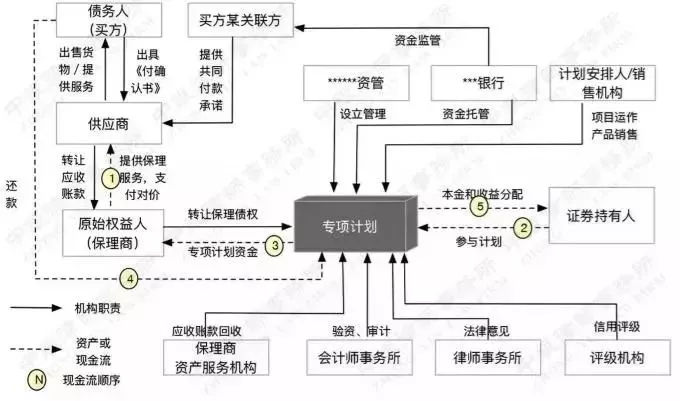 债务人
（买方）
买方某关联方
资金监管
出售货
物／提
供服务
出具
《付确
认书》
提供
共同
付款
承诺
******资管
***银行
计划安排人/销
售机构
供应商
设立管理
资金托管
项目运作
产品销售
还
款
转让
应收
账款
1
提供保理
服务，支
付对价
原始权益人
（保理商）
转让保理债权
3
专项计划资金
专项计划
本金和收益分配
5
2
参与计划
证券持有人
4
机构职责
资产或
现金流
N
现金流顺序
应收账款回收
保理商
资产服务机构
验资、审计
会计师事务所
法律意见
律师事务所
信用评级
评级机构